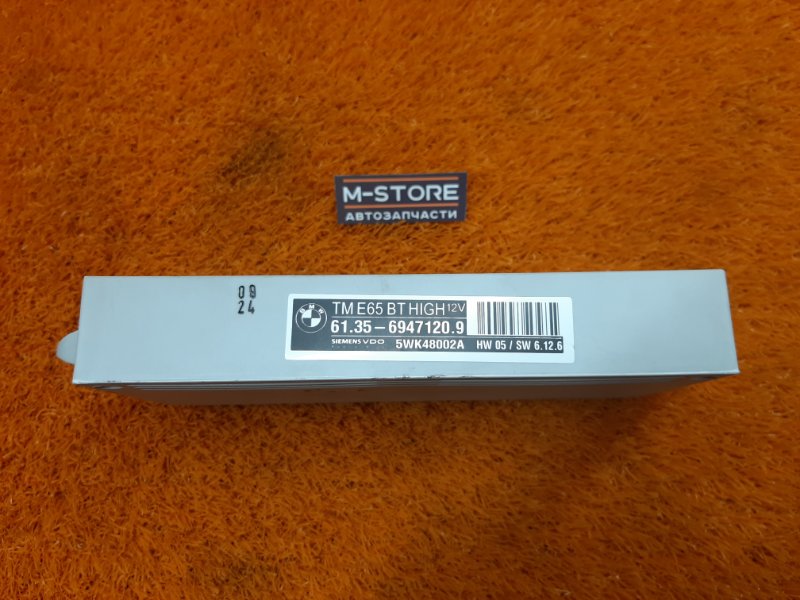 M-STORE
АВТОЗАПЧАСТИ
09
24
BMW
TM E65 BT HIGH 12V
61.35 - 6947120.9
SIEMENS VDO 5WK48002A HW 05 / SW 6.12.6